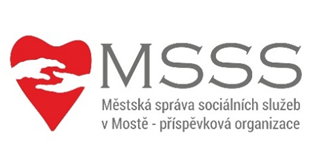 MSSS
Městská správa sociálních služeb
v Mostě - příspěvková organizace